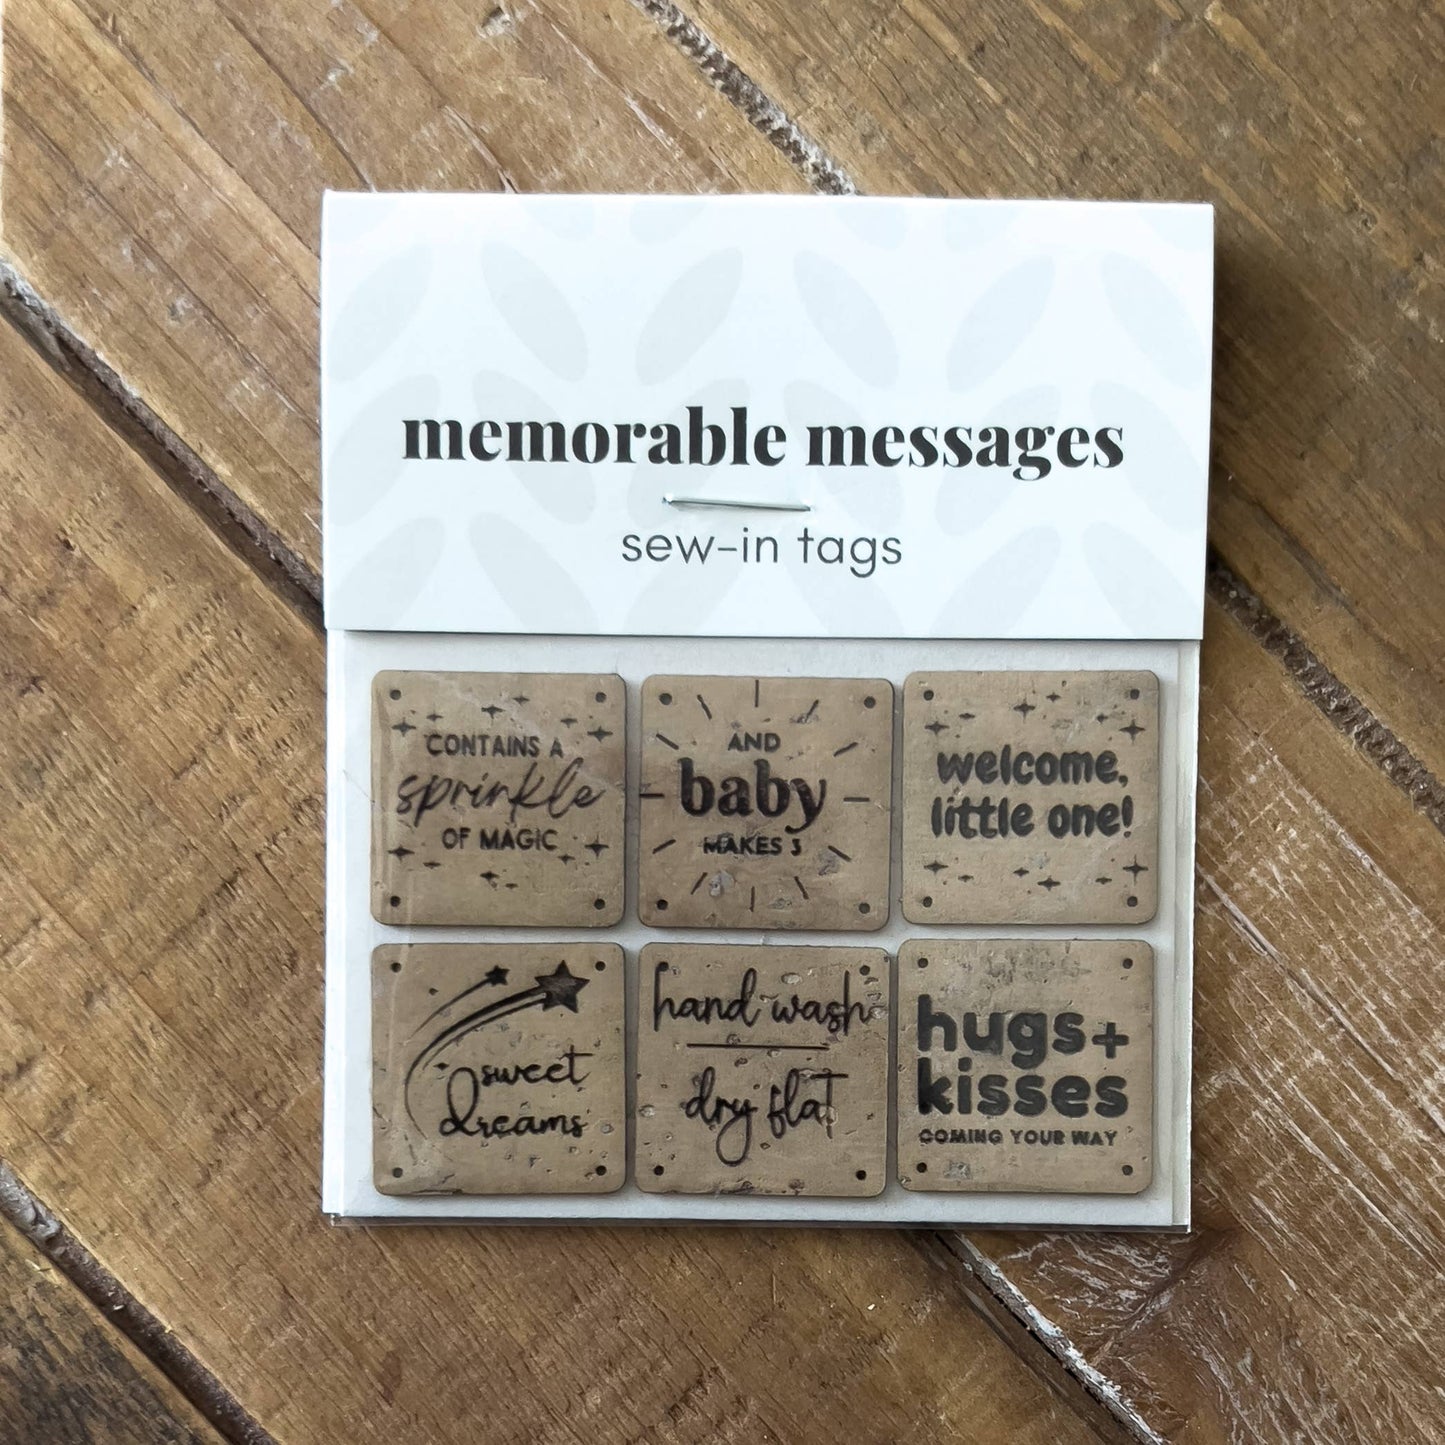 memorable messages
sew-in tags
CONTAINS A
sprinkle
OF MAGIC
AND
baby
MAKES 3
welcome,
little one!
sweet
dreams
hand wash
dry flat
hugs+
kisses
COMING YOUR WAY